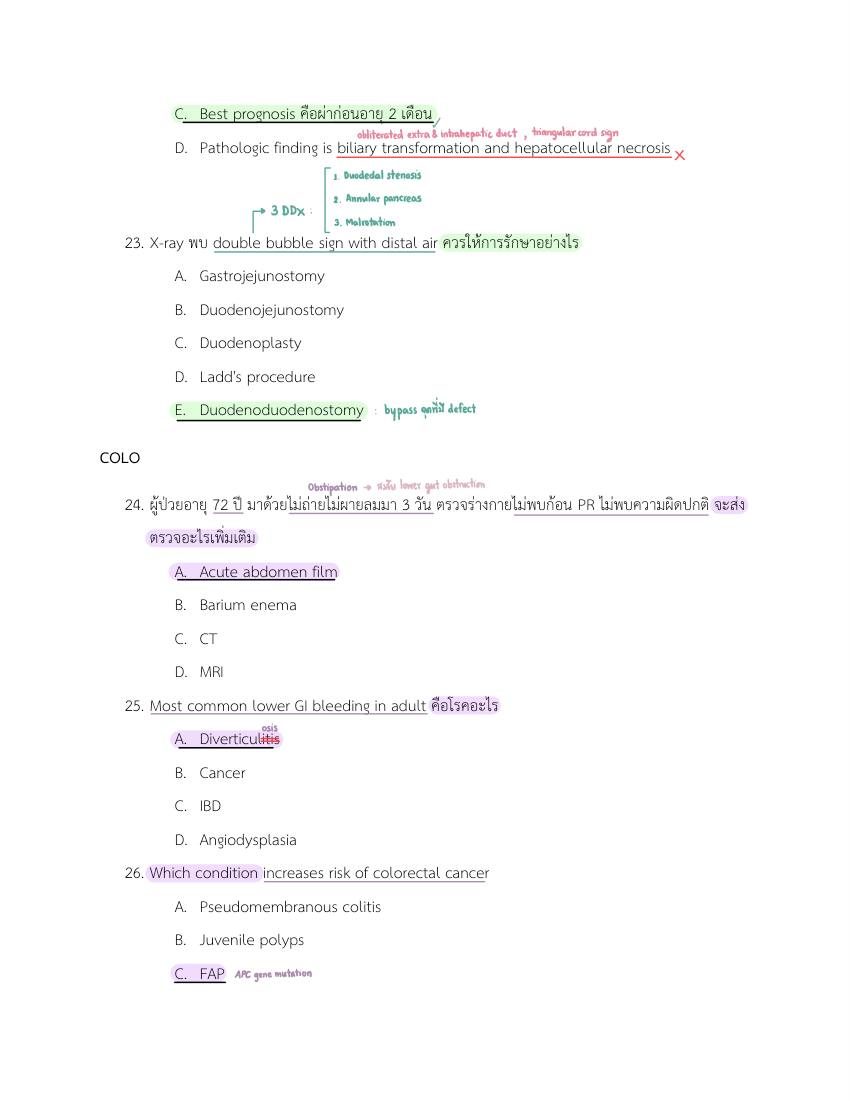 C. Best prognosis คือผ่าก่อนอายุ 2 เดือน
obliterated extra & intrahepatic duct , triangular cord sign
D. Pathologic finding is biliary transformation and hepatocellular necrosis X
1. Duodedal stenosis
2. Annular pancreas
3 DDx :
3. Malrotation
23. X-ray พบ double bubble sign with distal air ควรให้การรักษาอย่างไร
A. Gastrojejunostomy
B. Duodenojejunostomy
C. Duodenoplasty
D. Ladd's procedure
E. Duodenoduodenostomy : bypass จุดที่มี defect
COLO
Obstipation → lower gut obstruction
24. ผู้ป่วยอายุ 72 ปี มาด้วยไม่ถ่ายไม่ผายลมมา 3 วัน ตรวจร่างกายไม่พบก้อน PR ไม่พบความผิดปกติ จะส่ง
ตรวจอะไรเพิ่มเติม
A. Acute abdomen film
B. Barium enema
C. CT
D. MRI
25. Most common lower GI bleeding in adult คือโรคอะไร
osis
A. Diverticulitis
B. Cancer
C. IBD
D. Angiodysplasia
26. Which condition increases risk of colorectal cancer
A. Pseudomembranous colitis
B. Juvenile polyps
C. FAP APC gene mutation